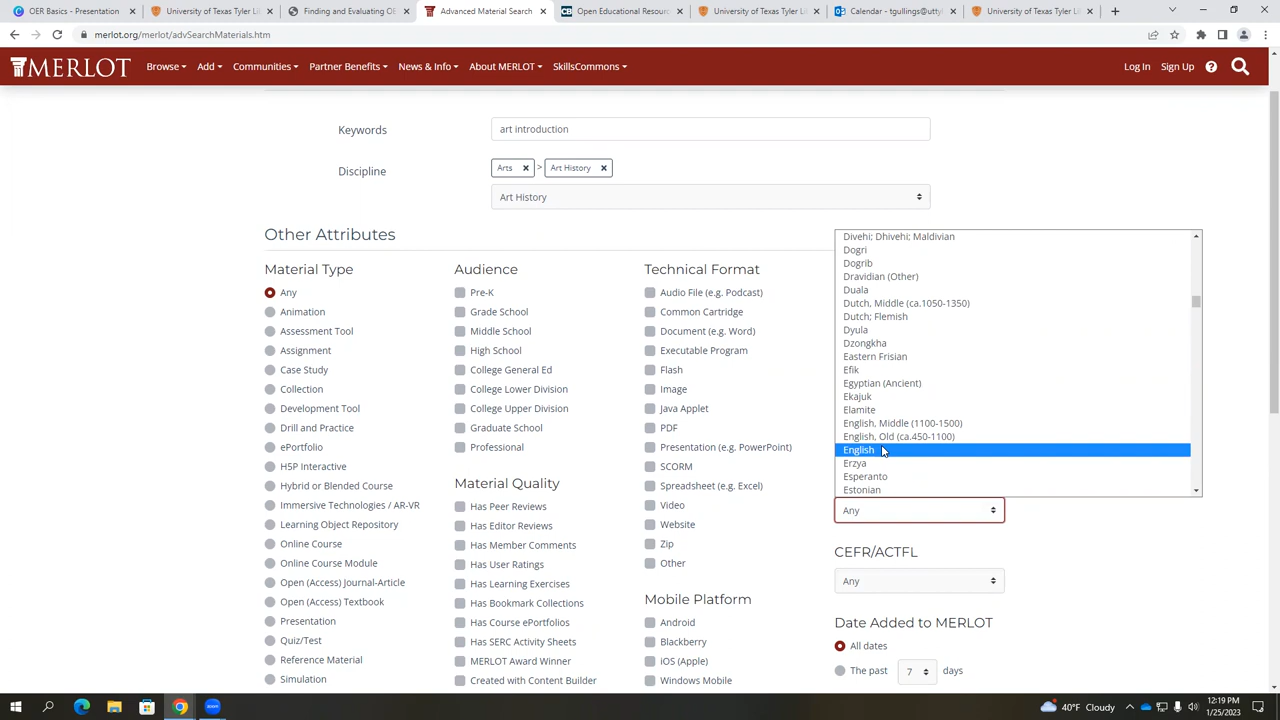 OER Basics - Presentation
University of Texas Tyler Li
Finding and Evaluating OE
Advanced Material Search
Open Educational Resourc
University of Texas Tyler Li
Calendar - tgullings@uttyl
University of Texas Tyler Li
merlot.org/merlot/advSearchMaterials.htm
MERLOT
Browse
Add
Communities
Partner Benefits
News & Info
About MERLOT
SkillsCommons
Log In
Sign Up
Keywords
art introduction
Discipline
Arts × > Art History ×
Art History
Other Attributes
Material Type
Any
Animation
Assessment Tool
Assignment
Case Study
Collection
Development Tool
Drill and Practice
ePortfolio
H5P Interactive
Hybrid or Blended Course
Immersive Technologies / AR-VR
Learning Object Repository
Online Course
Online Course Module
Open (Access) Journal-Article
Open (Access) Textbook
Presentation
Quiz/Test
Reference Material
Simulation
Audience
Pre-K
Grade School
Middle School
High School
College General Ed
College Lower Division
College Upper Division
Graduate School
Professional
Material Quality
Has Peer Reviews
Has Editor Reviews
Has Member Comments
Has User Ratings
Has Learning Exercises
Has Bookmark Collections
Has Course ePortfolios
Has SERC Activity Sheets
MERLOT Award Winner
Created with Content Builder
Technical Format
Audio File (e.g. Podcast)
Common Cartridge
Document (e.g. Word)
Executable Program
Flash
Image
Java Applet
PDF
Presentation (e.g. PowerPoint)
SCORM
Spreadsheet (e.g. Excel)
Video
Website
Zip
Other
Mobile Platform
Android
Blackberry
iOS (Apple)
Windows Mobile
Divehi; Dhivehi; Maldivian
Dogri
Dogrib
Dravidian (Other)
Duala
Dutch, Middle (ca.1050-1350)
Dutch; Flemish
Dyula
Dzongkha
Eastern Frisian
Efik
Egyptian (Ancient)
Ekajuk
Elamite
English, Middle (1100-1500)
English, Old (ca.450-1100)
English
Erzya
Esperanto
Estonian
Any
CEFR/ACTFL
Any
Date Added to MERLOT
All dates
The past 7 days
40°F Cloudy
12:19 PM
1/25/2023